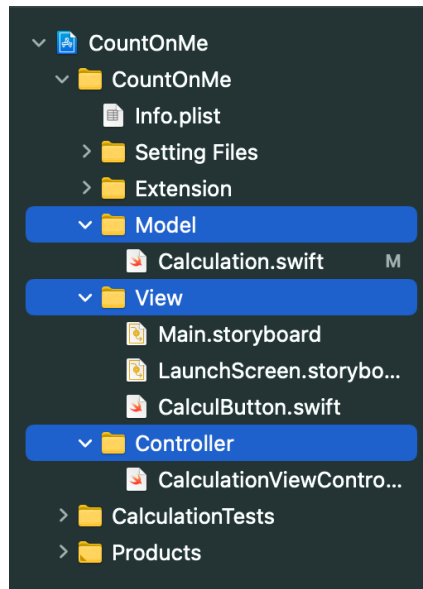 CountOnMe
CountOnMe
Info.plist
Setting Files
Extension
Model
Calculation.swift M
View
Main.storyboard
LaunchScreen.storybo...
CalculButton.swift
Controller
CalculationViewContro...
CalculationTests
Products